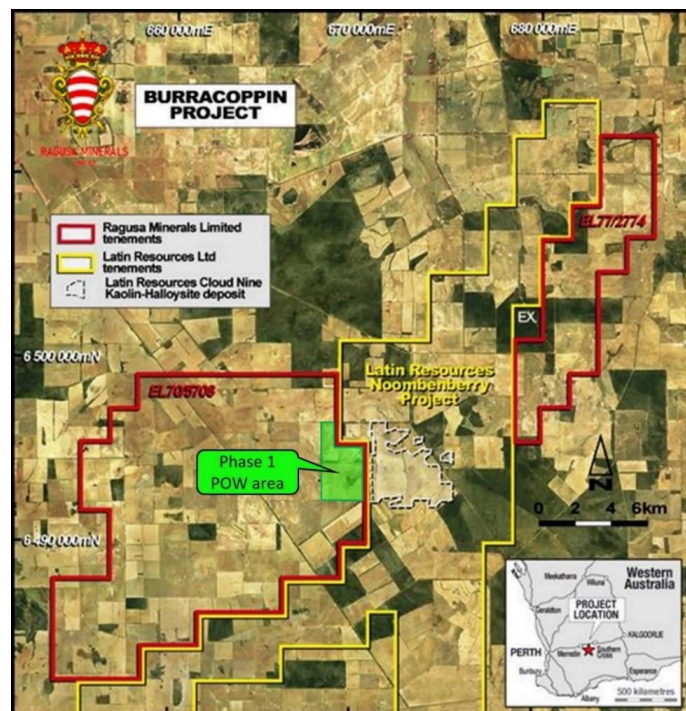 660 000mE
670 000mE
680 000mE
RAGUSA MINERALS
BURRACOPPIN
PROJECT
Ragusa Minerals Limited
tenements
Latin Resources Ltd
tenements
Latin Resources Cloud Nine
Kaolin-Halloysite deposit
EL77/2774
EX
6 500 000mN
EL70/5708
Latin Resources
Noombenberry
Project
Phase 1
POW area
N
0 2 4 6km
6 490 000mN
Western
Australia
Meekatharra
Wiluna
Geraldton
PROJECT
LOCATION
KALGOORLIE
PERTH
Merredin
Southern
Cross
Bunbury
Esperance
Albany
500 kilometres